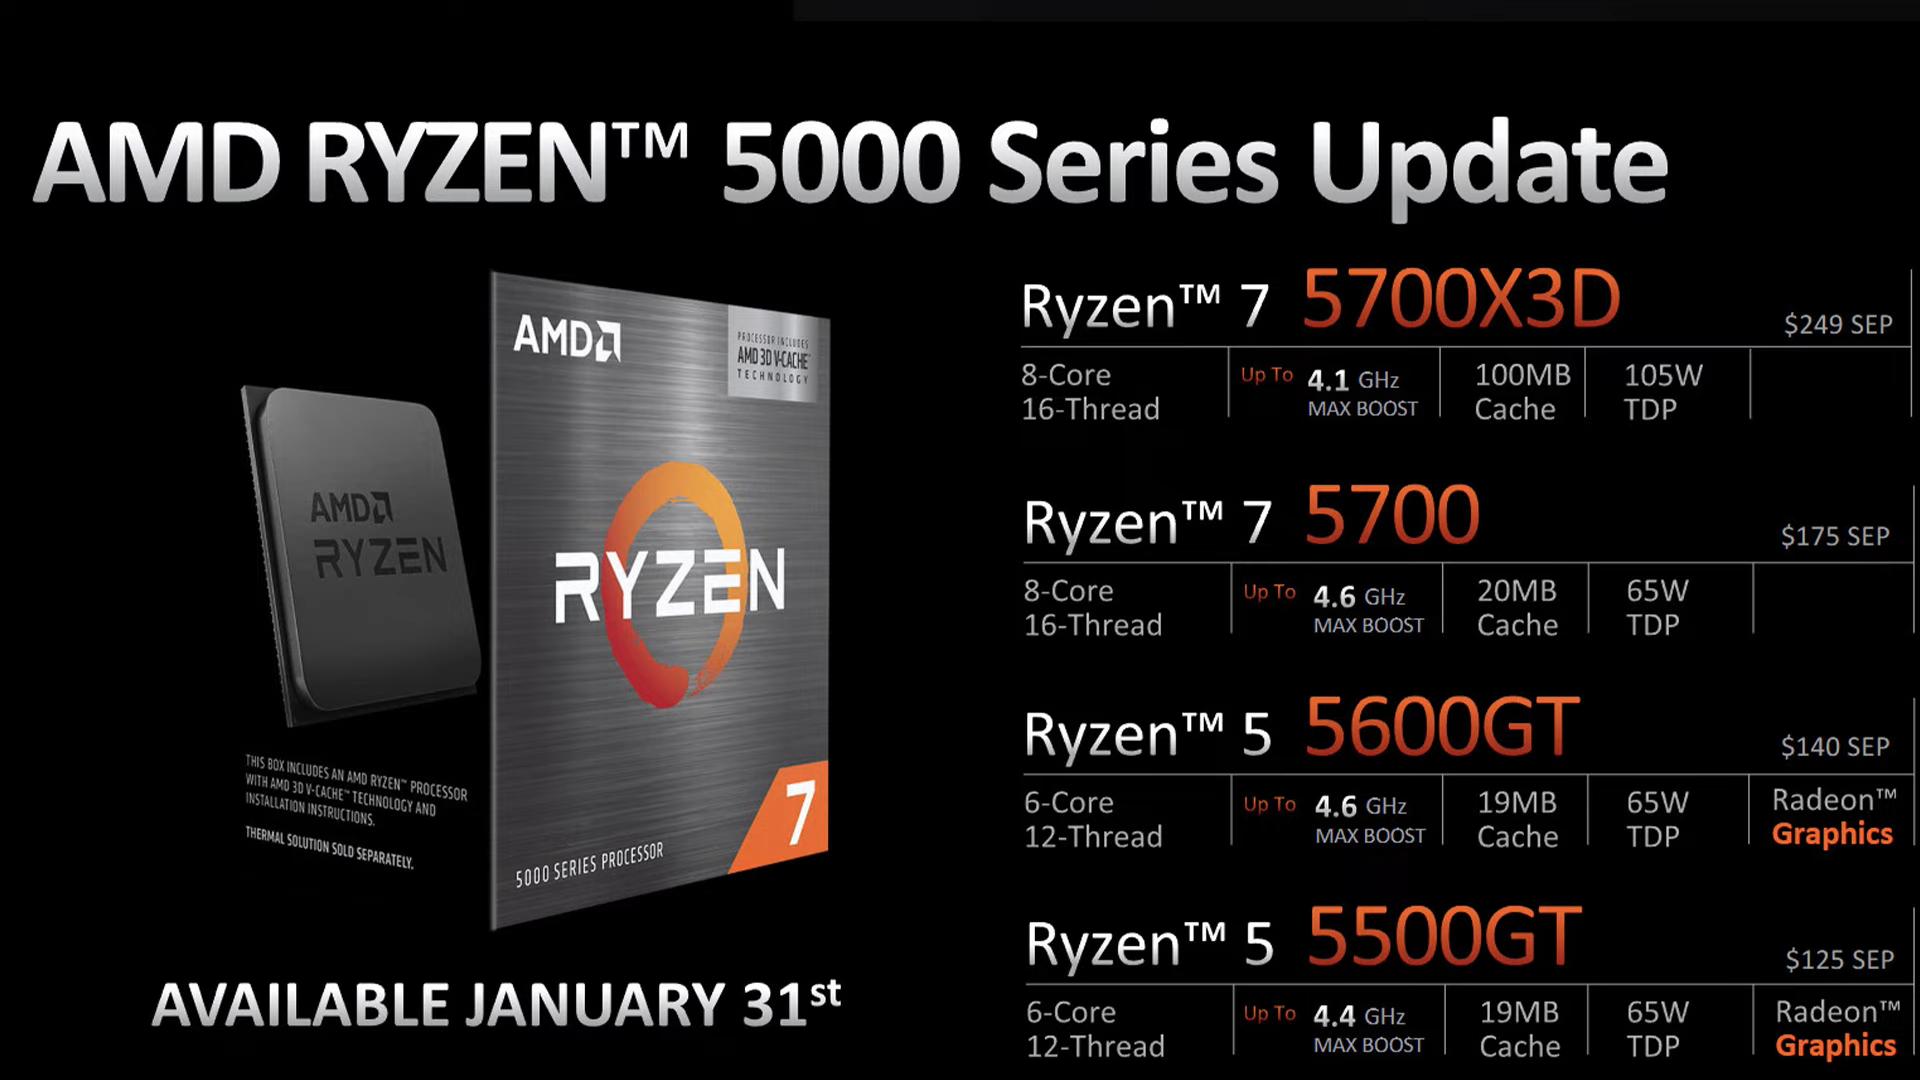 AMD RYZEN™ 5000 Series Update
AMD
PROCESSOR INCLUDES
AMD 3D V-CACHE™
TECHNOLOGY
AMD
RYZEN
RYZEN
7
5000 SERIES PROCESSOR
THIS BOX INCLUDES AN AMD RYZEN™ PROCESSOR
WITH AMD 3D V-CACHE™ TECHNOLOGY AND
INSTALLATION INSTRUCTIONS.
THERMAL SOLUTION SOLD SEPARATELY.
AVAILABLE JANUARY 31st
Ryzen™ 7 5700X3D $249 SEP
8-Core Up To 4.1 GHz 100MB 105W
16-Thread MAX BOOST Cache TDP
Ryzen™ 7 5700 $175 SEP
8-Core Up To 4.6 GHz 20MB 65W
16-Thread MAX BOOST Cache TDP
Ryzen™ 5 5600GT $140 SEP
6-Core Up To 4.6 GHz 19MB 65W Radeon™
12-Thread MAX BOOST Cache TDP Graphics
Ryzen™ 5 5500GT $125 SEP
6-Core Up To 4.4 GHz 19MB 65W Radeon™
12-Thread MAX BOOST Cache TDP Graphics